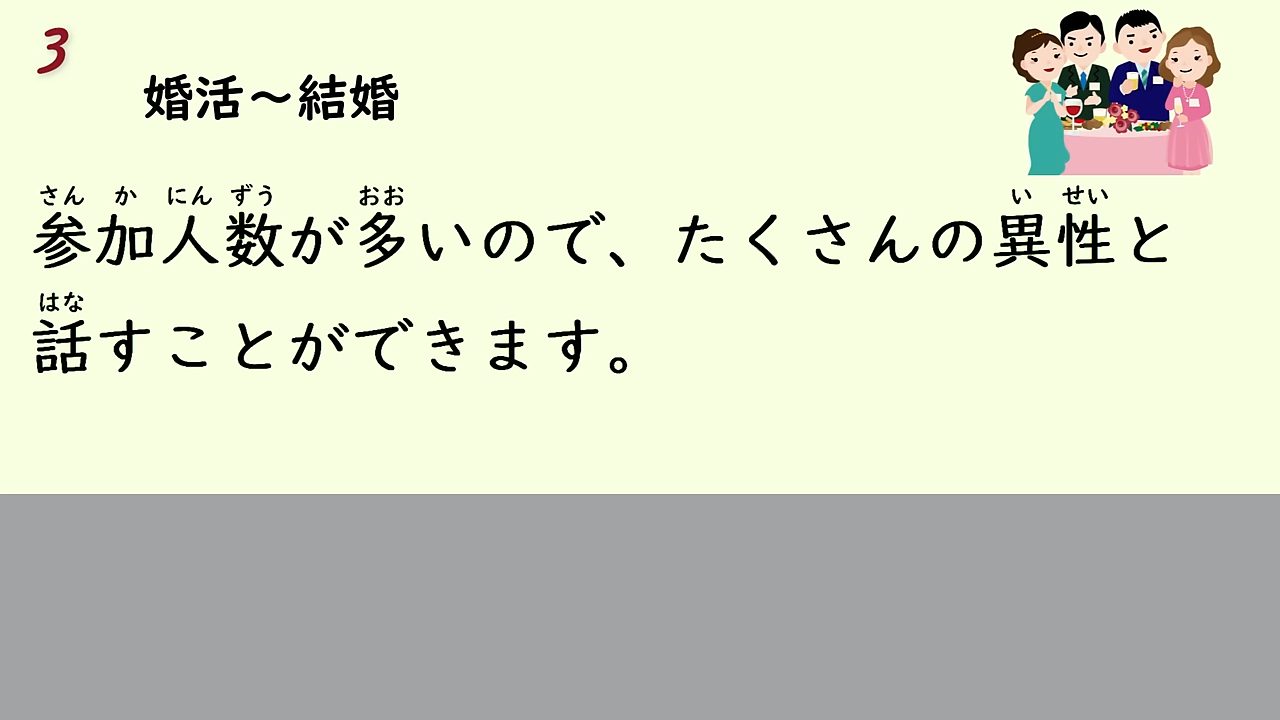 3
婚活～結婚
さん か にん ずう おお い せい
参加人数が多いので、たくさんの異性と
はな
話すことができます。